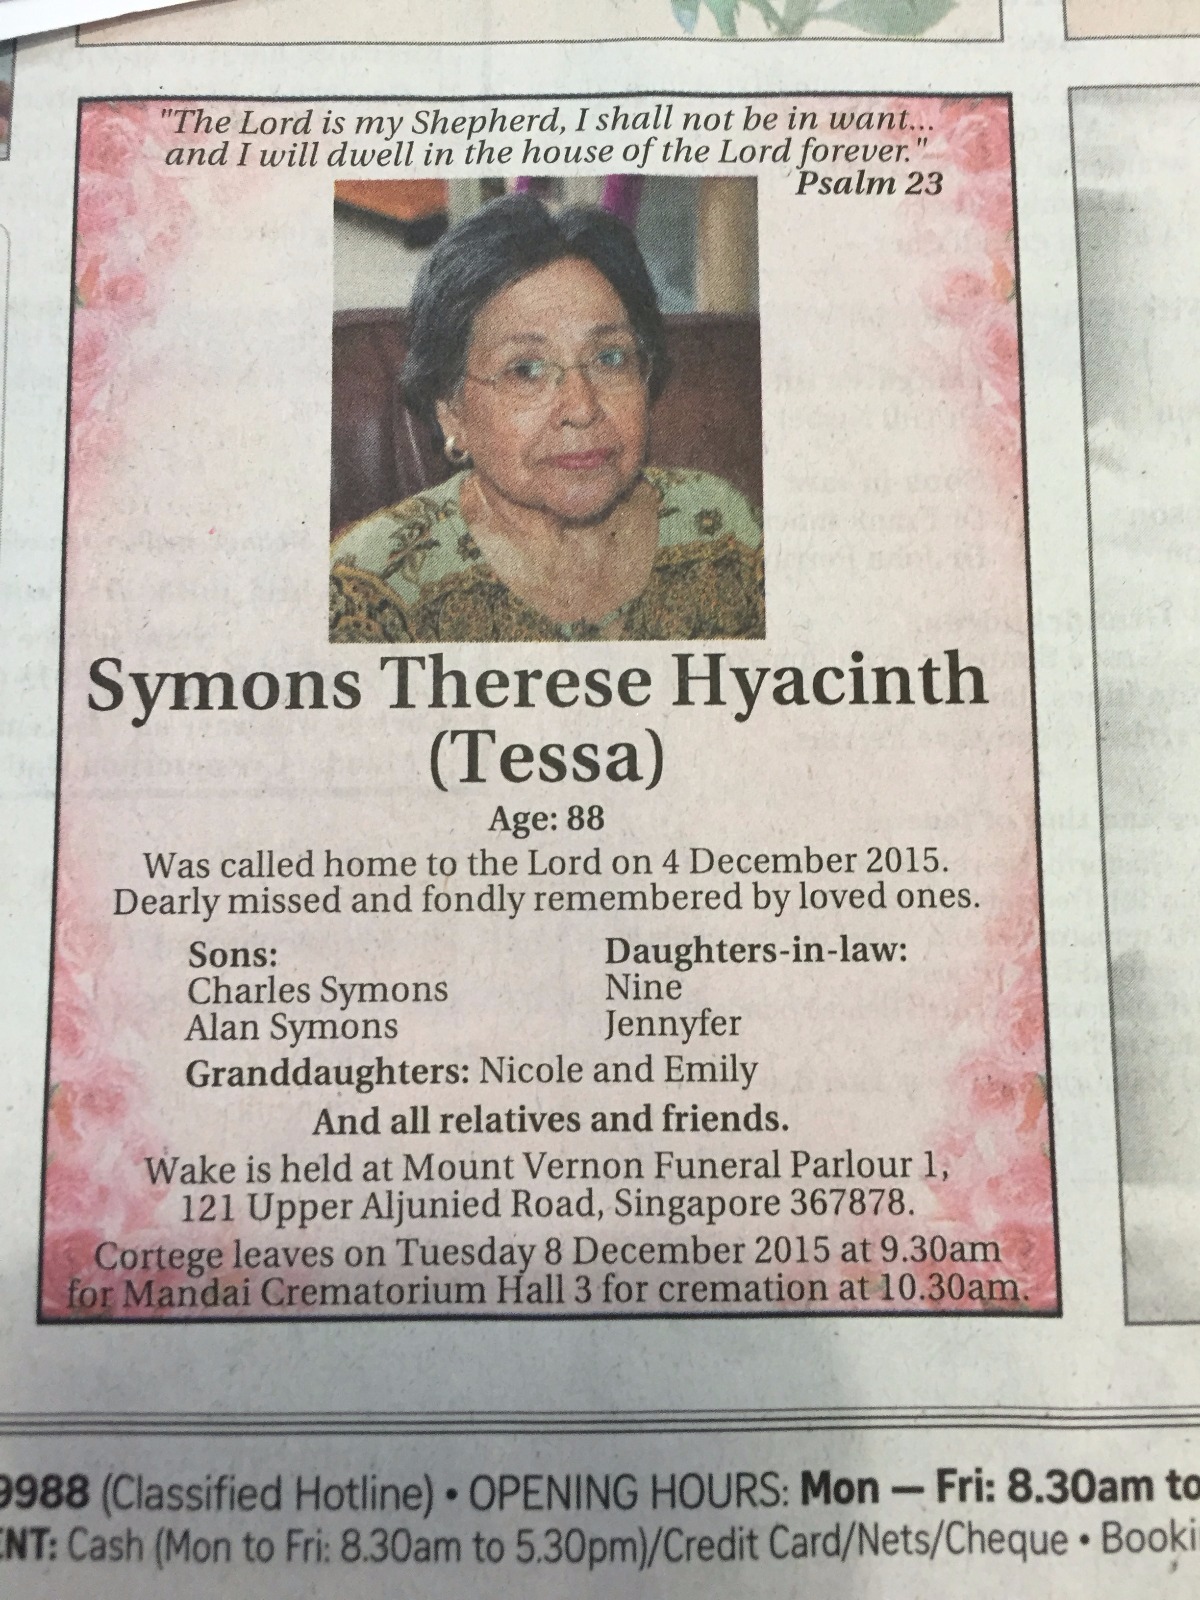 "The Lord is my Shepherd, I shall not be in want...
and I will dwell in the house of the Lord forever."
Psalm 23
Symons Therese Hyacinth
(Tessa)
Age: 88
Was called home to the Lord on 4 December 2015.
Dearly missed and fondly remembered by loved ones.
Sons:
Charles Symons
Alan Symons
Daughters-in-law:
Nine
Jennyfer
Granddaughters: Nicole and Emily
And all relatives and friends.
Wake is held at Mount Vernon Funeral Parlour 1,
121 Upper Aljunied Road, Singapore 367878.
Cortege leaves on Tuesday 8 December 2015 at 9.30am
for Mandai Crematorium Hall 3 for cremation at 10.30am.
9988 (Classified Hotline) • OPENING HOURS: Mon — Fri: 8.30am to
ENT: Cash (Mon to Fri: 8.30am to 5.30pm)/Credit Card/Nets/Cheque • Booki